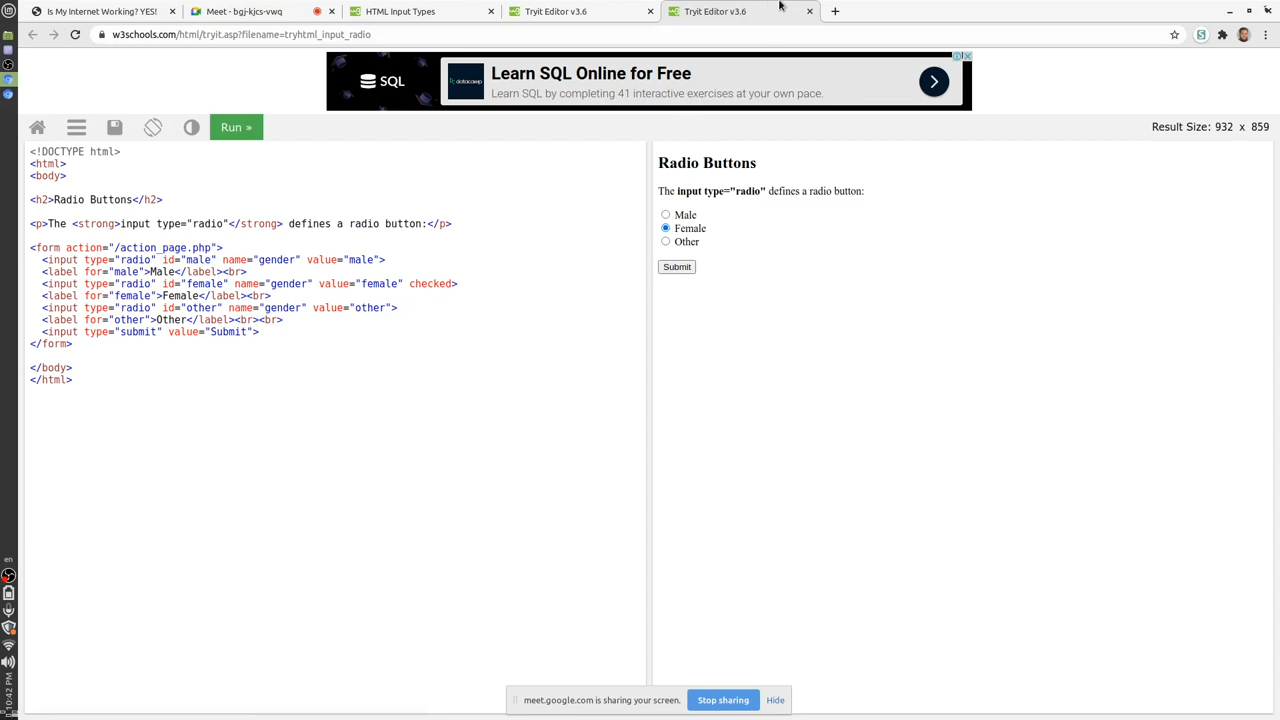 Is My Internet Working? YES!
Meet - bgj-kjcs-vwq
HTML Input Types
Tryit Editor v3.6
Tryit Editor v3.6
w3schools.com/html/tryit.asp?filename=tryhtml_input_radio
SQL
datacamp
Learn SQL Online for Free
Learn SQL by completing 41 interactive exercises at your own pace.
Run »
Result Size: 932 x 859
<!DOCTYPE html>
<html>
<body>
<h2>Radio Buttons</h2>
<p>The <strong>input type="radio"</strong> defines a radio button:</p>
<form action="/action_page.php">
<input type="radio" id="male" name="gender" value="male">
<label for="male">Male</label><br>
<input type="radio" id="female" name="gender" value="female" checked>
<label for="female">Female</label><br>
<input type="radio" id="other" name="gender" value="other">
<label for="other">Other</label><br><br>
<input type="submit" value="Submit">
</form>
</body>
</html>
Radio Buttons
The input type="radio" defines a radio button:
Male
Female
Other
Submit
en
10:42 PM
meet.google.com is sharing your screen.
Stop sharing
Hide